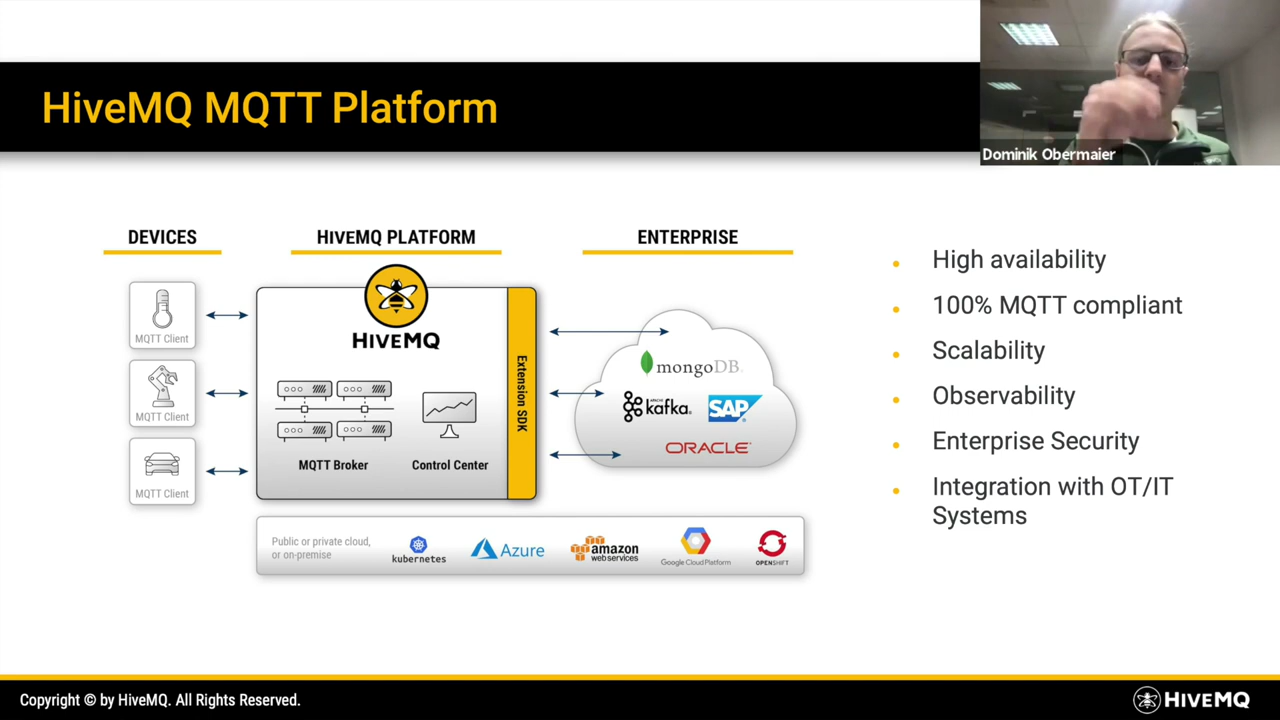 HiveMQ MQTT Platform
Dominik Obermaier
DEVICES
HIVEMQ PLATFORM
ENTERPRISE
MQTT Client
MQTT Client
MQTT Client
HIVEMQ
MQTT Broker
Control Center
Extension SDK
mongoDB.
APACHE
kafka®
SAP®
ORACLE®
Public or private cloud,
or on-premise
kubernetes
Azure
amazon
web services
Google Cloud Platform
OPENSHIFT
• High availability
• 100% MQTT compliant
• Scalability
• Observability
• Enterprise Security
• Integration with OT/IT
Systems
Copyright © by HiveMQ. All Rights Reserved.
HIVEMQ